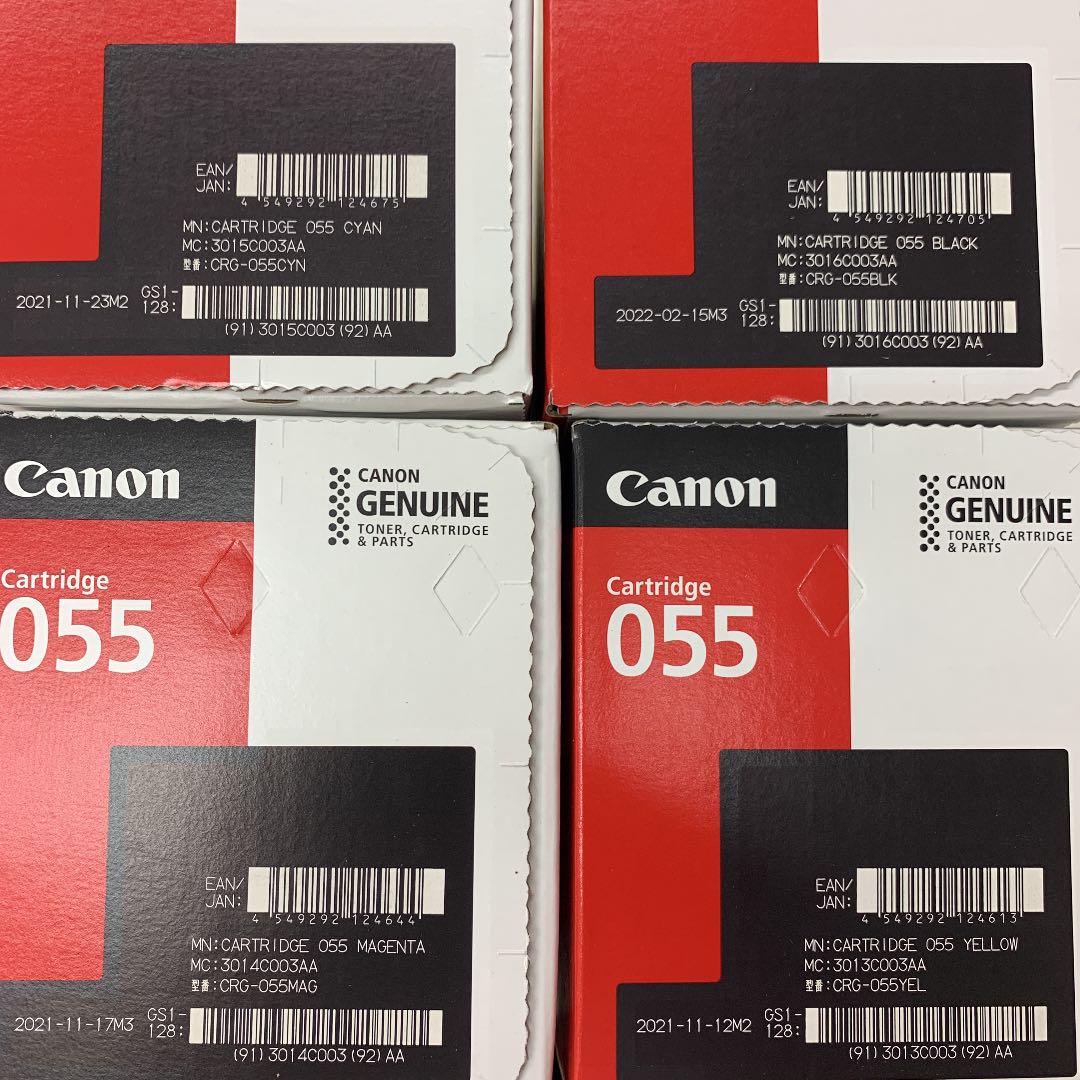 EAN/
JAN:
4 549292 124675
MN:CARTRIDGE 055 CYAN
MC:3015C003AA
型番:CRG-055CYN
2021-11-23M2
GS1-
128:
(91)3015C003(92)AA
EAN/
JAN:
4 549292 124705
MN:CARTRIDGE 055 BLACK
MC:3016C003AA
型番:CRG-055BLK
2022-02-15M3
GS1-
128:
(91)3016C003(92)AA
Canon
CANON
GENUINE
TONER, CARTRIDGE
& PARTS
Cartridge
055
EAN/
JAN:
4 549292 124644
MN:CARTRIDGE 055 MAGENTA
MC:3014C003AA
型番:CRG-055MAG
2021-11-17M3
GS1-
128:
(91)3014C003(92)AA
Canon
CANON
GENUINE
TONER, CARTRIDGE
& PARTS
Cartridge
055
EAN/
JAN:
4 549292 124613
MN:CARTRIDGE 055 YELLOW
MC:3013C003AA
型番:CRG-055YEL
2021-11-12M2
GS1-
128:
(91)3013C003(92)AA